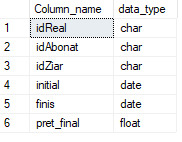 Column_name data_type
1 idReal char
2 idAbonat char
3 idZiar char
4 initial date
5 finis date
6 pret_final float